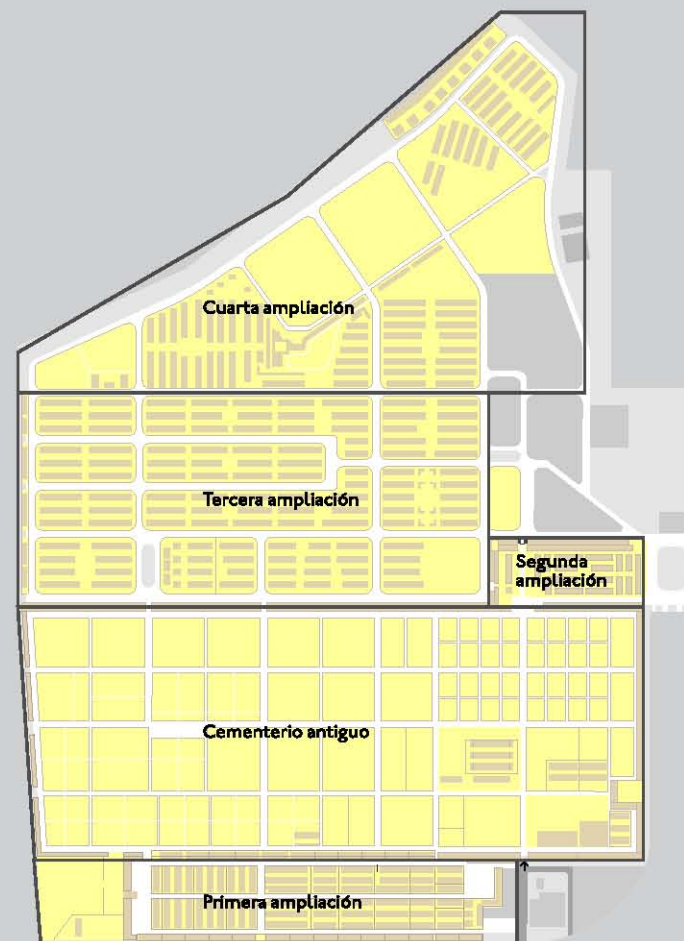 Cuarta ampliación
Tercera ampliación
Segunda
ampliación
Cementerio antiguo
Primera ampliación